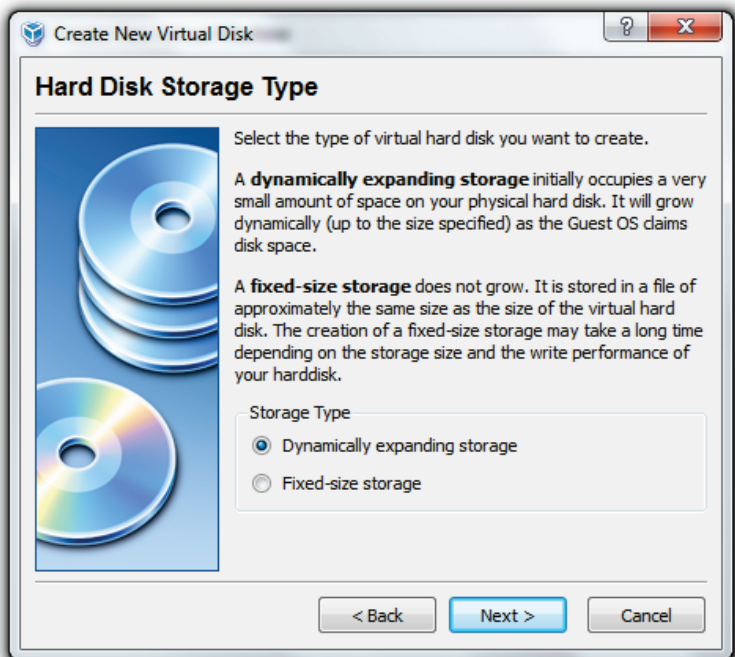 Create New Virtual Disk
Hard Disk Storage Type
Select the type of virtual hard disk you want to create.
A dynamically expanding storage initially occupies a very
small amount of space on your physical hard disk. It will grow
dynamically (up to the size specified) as the Guest OS claims
disk space.
A fixed-size storage does not grow. It is stored in a file of
approximately the same size as the size of the virtual hard
disk. The creation of a fixed-size storage may take a long time
depending on the storage size and the write performance of
your harddisk.
Storage Type
Dynamically expanding storage
Fixed-size storage
< Back Next > Cancel